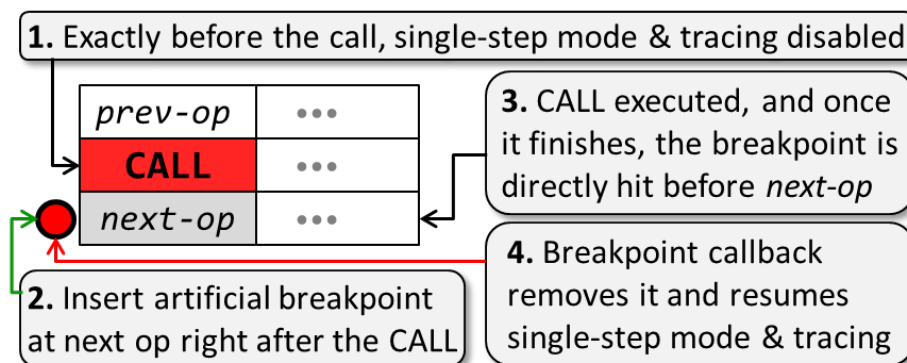 1. Exactly before the call, single-step mode & tracing disabled
prev-op •••
CALL •••
next-op •••
3. CALL executed, and once
it finishes, the breakpoint is
directly hit before next-op
2. Insert artificial breakpoint
at next op right after the CALL
4. Breakpoint callback
removes it and resumes
single-step mode & tracing